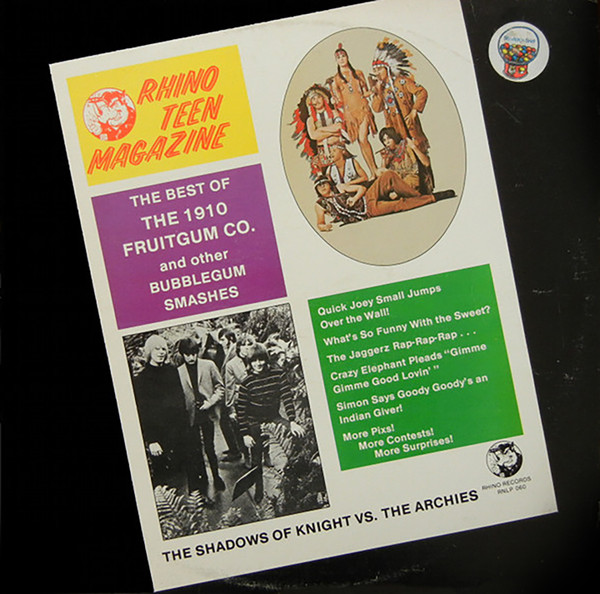 RHINO
TEEN
MAGAZINE
THE BEST OF
THE 1910
FRUITGUM CO.
and other
BUBBLEGUM
SMASHES
Quick Joey Small Jumps
Over the Wall!
What's So Funny With the Sweet?
The Jaggerz Rap-Rap-Rap . . .
Crazy Elephant Pleads "Gimme
Gimme Good Lovin' "
Simon Says Goody Goody's an
Indian Giver!
More Pixs!
More Contests!
More Surprises!
RHINO RECORDS
RNLP 060
THE SHADOWS OF KNIGHT VS. THE ARCHIES